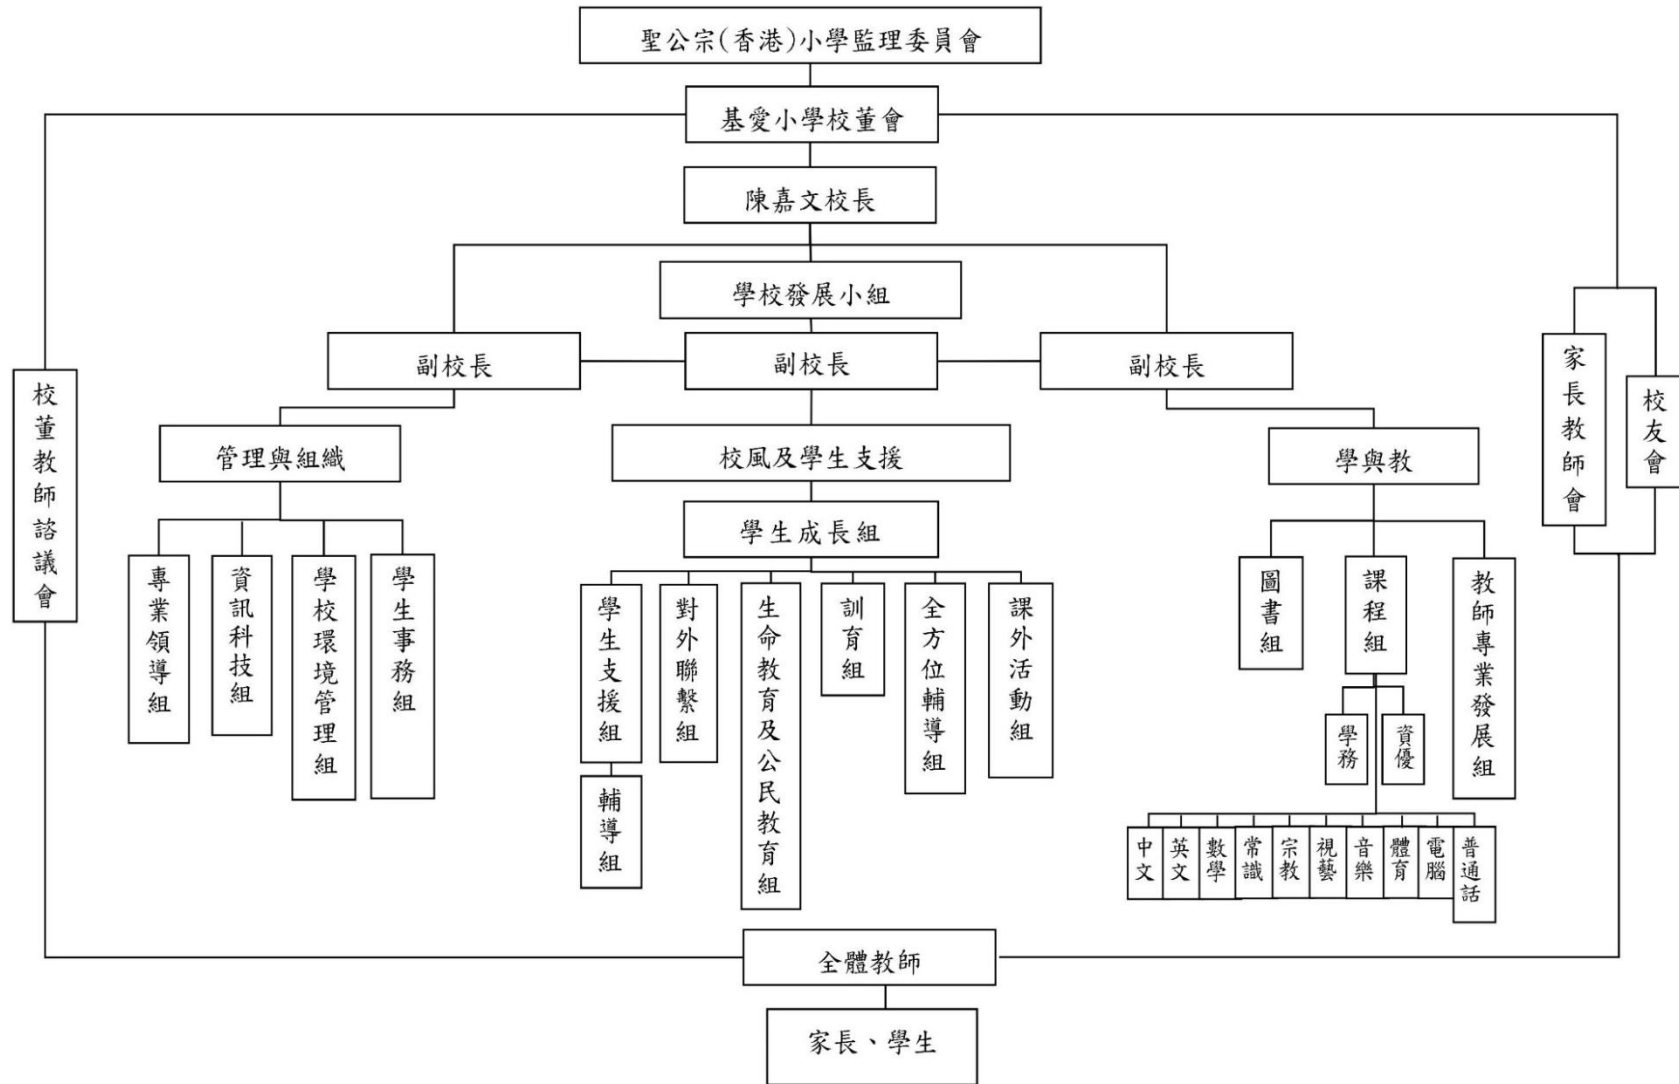 聖公宗(香港)小學監理委員會
基愛小學校董會
陳嘉文校長
學校發展小組
副校長
副校長
副校長
校董教師諮議會
家長教師會
校友會
管理與組織
校風及學生支援
學與教
學生成長組
專業領導組
資訊科技組
學校環境管理組
學生事務組
學生支援組
對外聯繫組
生命教育及公民教育組
訓育組
全方位輔導組
課外活動組
圖書組
課程組
教師專業發展組
輔導組
學務
資優
中文
英文
數學
常識
宗教
視藝
音樂
體育
電腦
普通話
全體教師
家長、學生